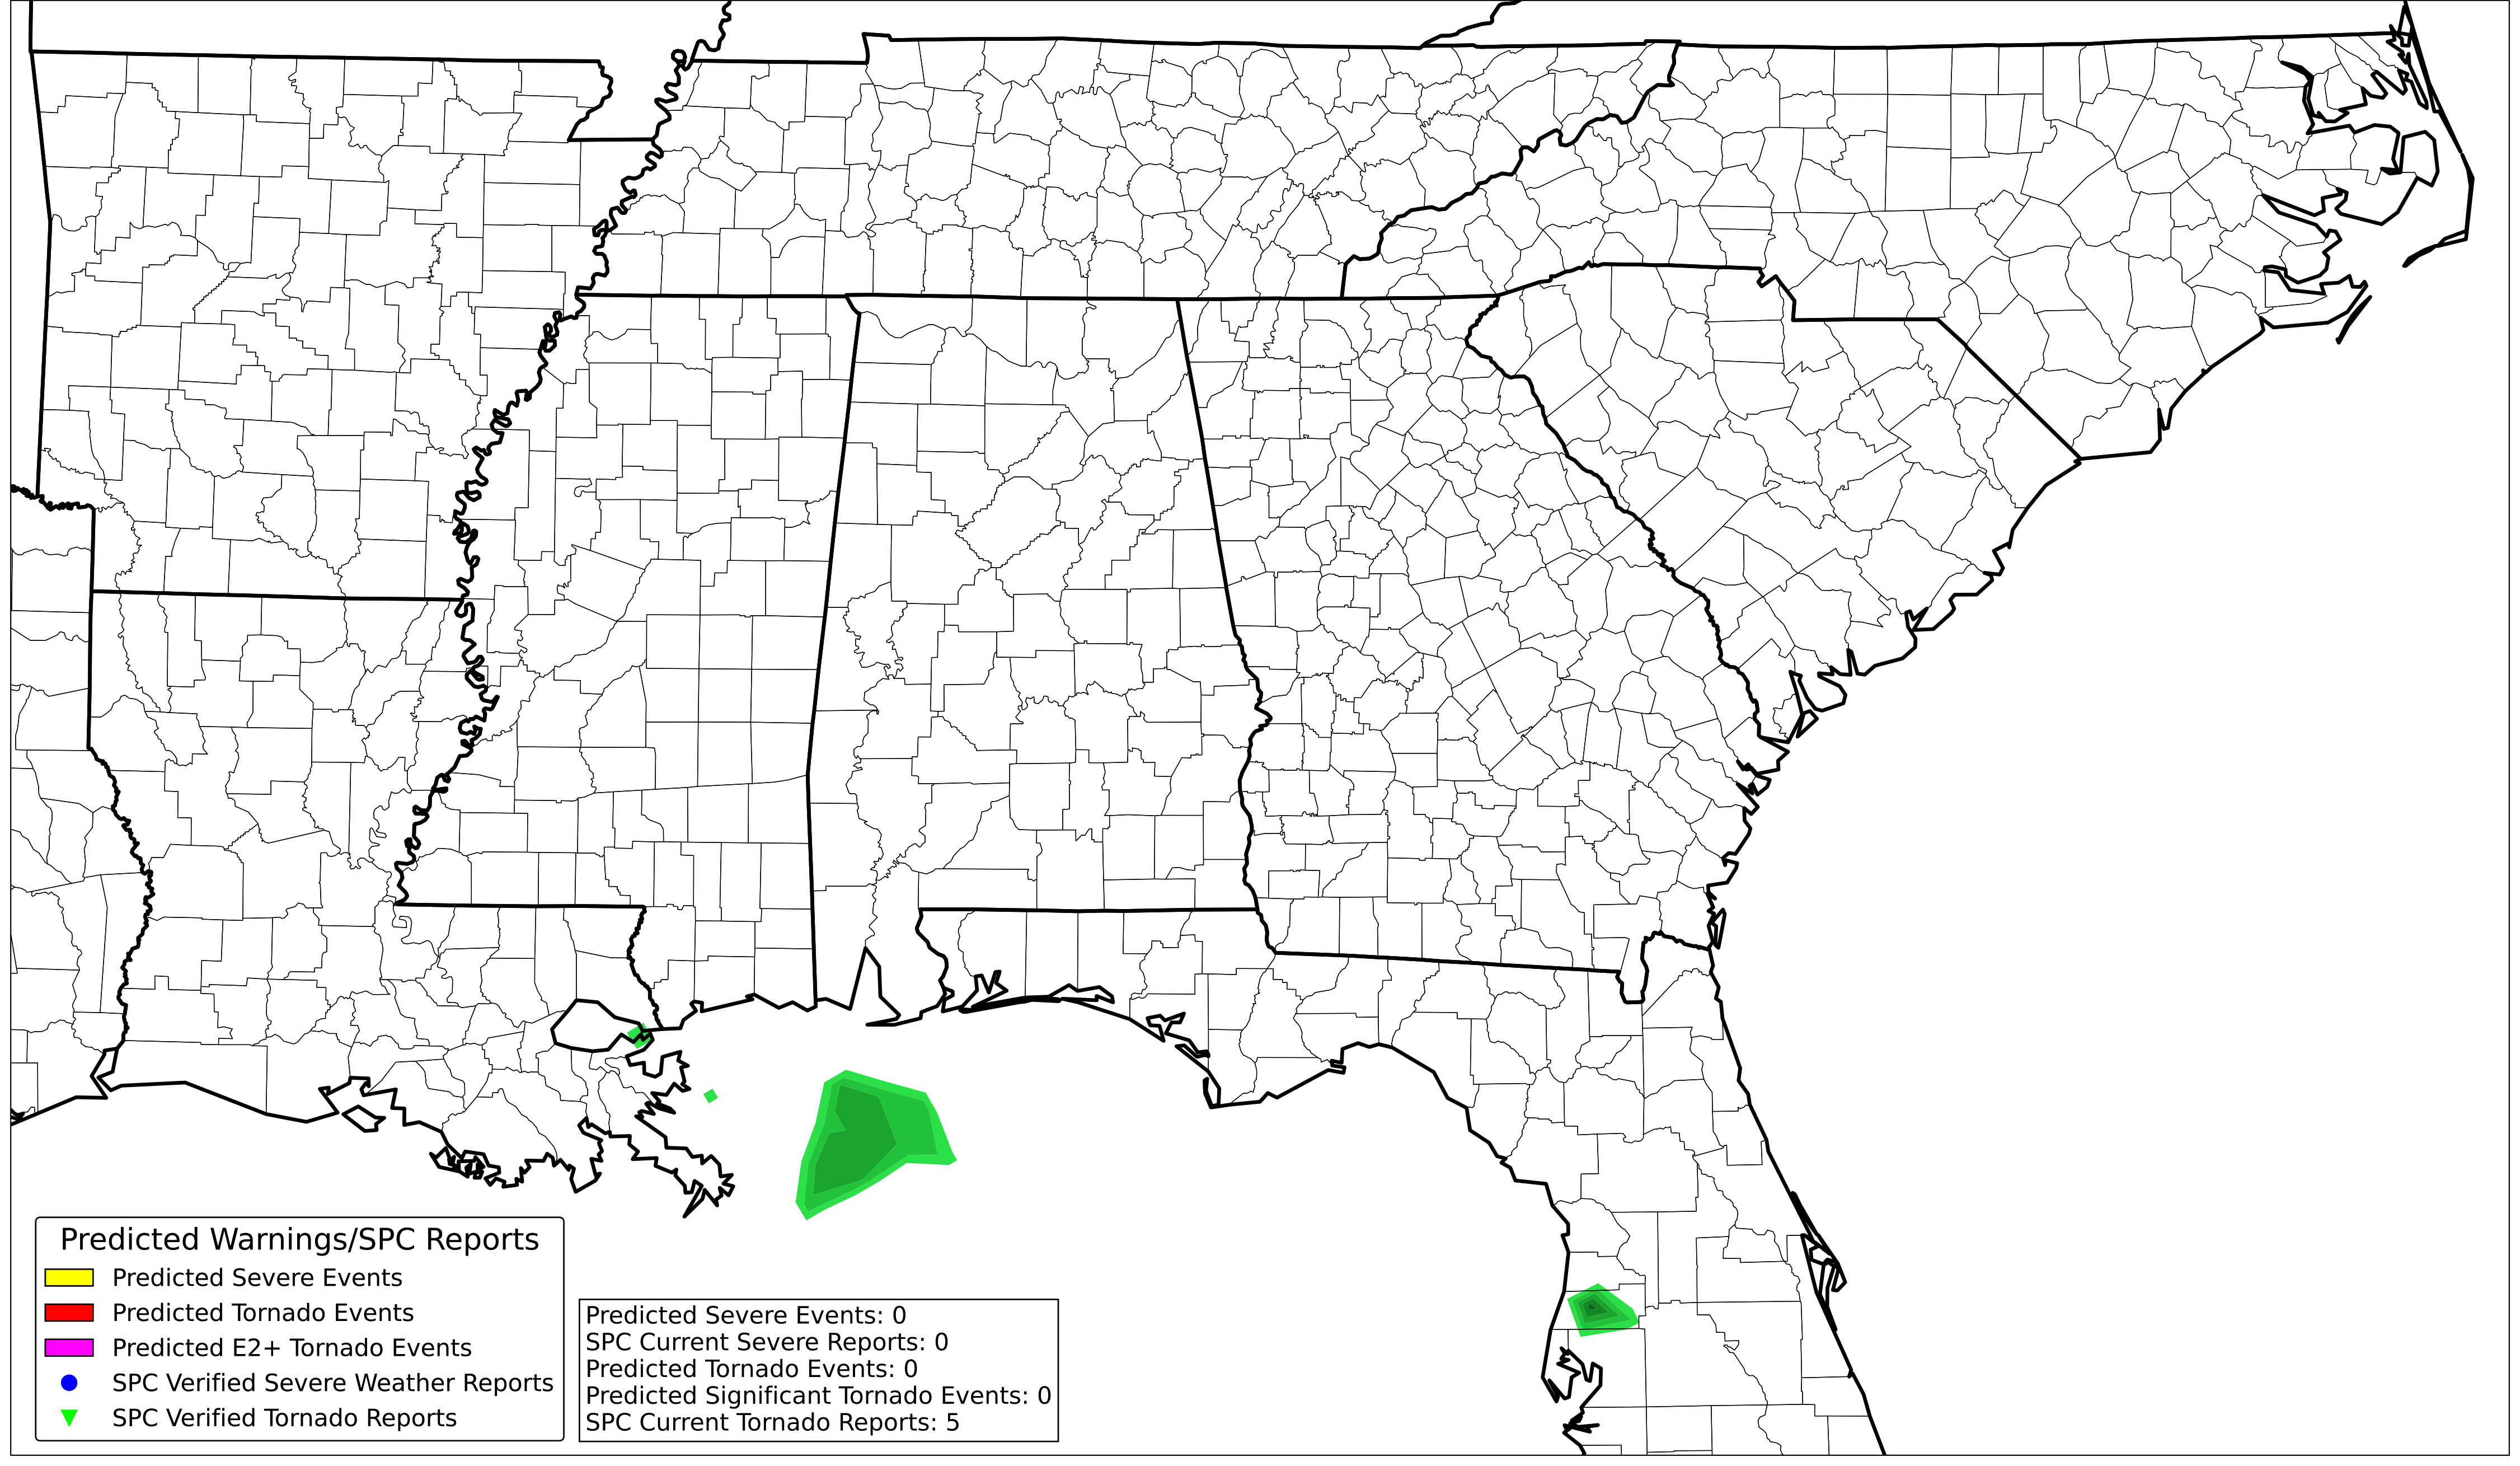 Predicted Warnings/SPC Reports
Predicted Severe Events
Predicted Tornado Events
Predicted E2+ Tornado Events
SPC Verified Severe Weather Reports
SPC Verified Tornado Reports
Predicted Severe Events: 0
SPC Current Severe Reports: 0
Predicted Tornado Events: 0
Predicted Significant Tornado Events: 0
SPC Current Tornado Reports: 5